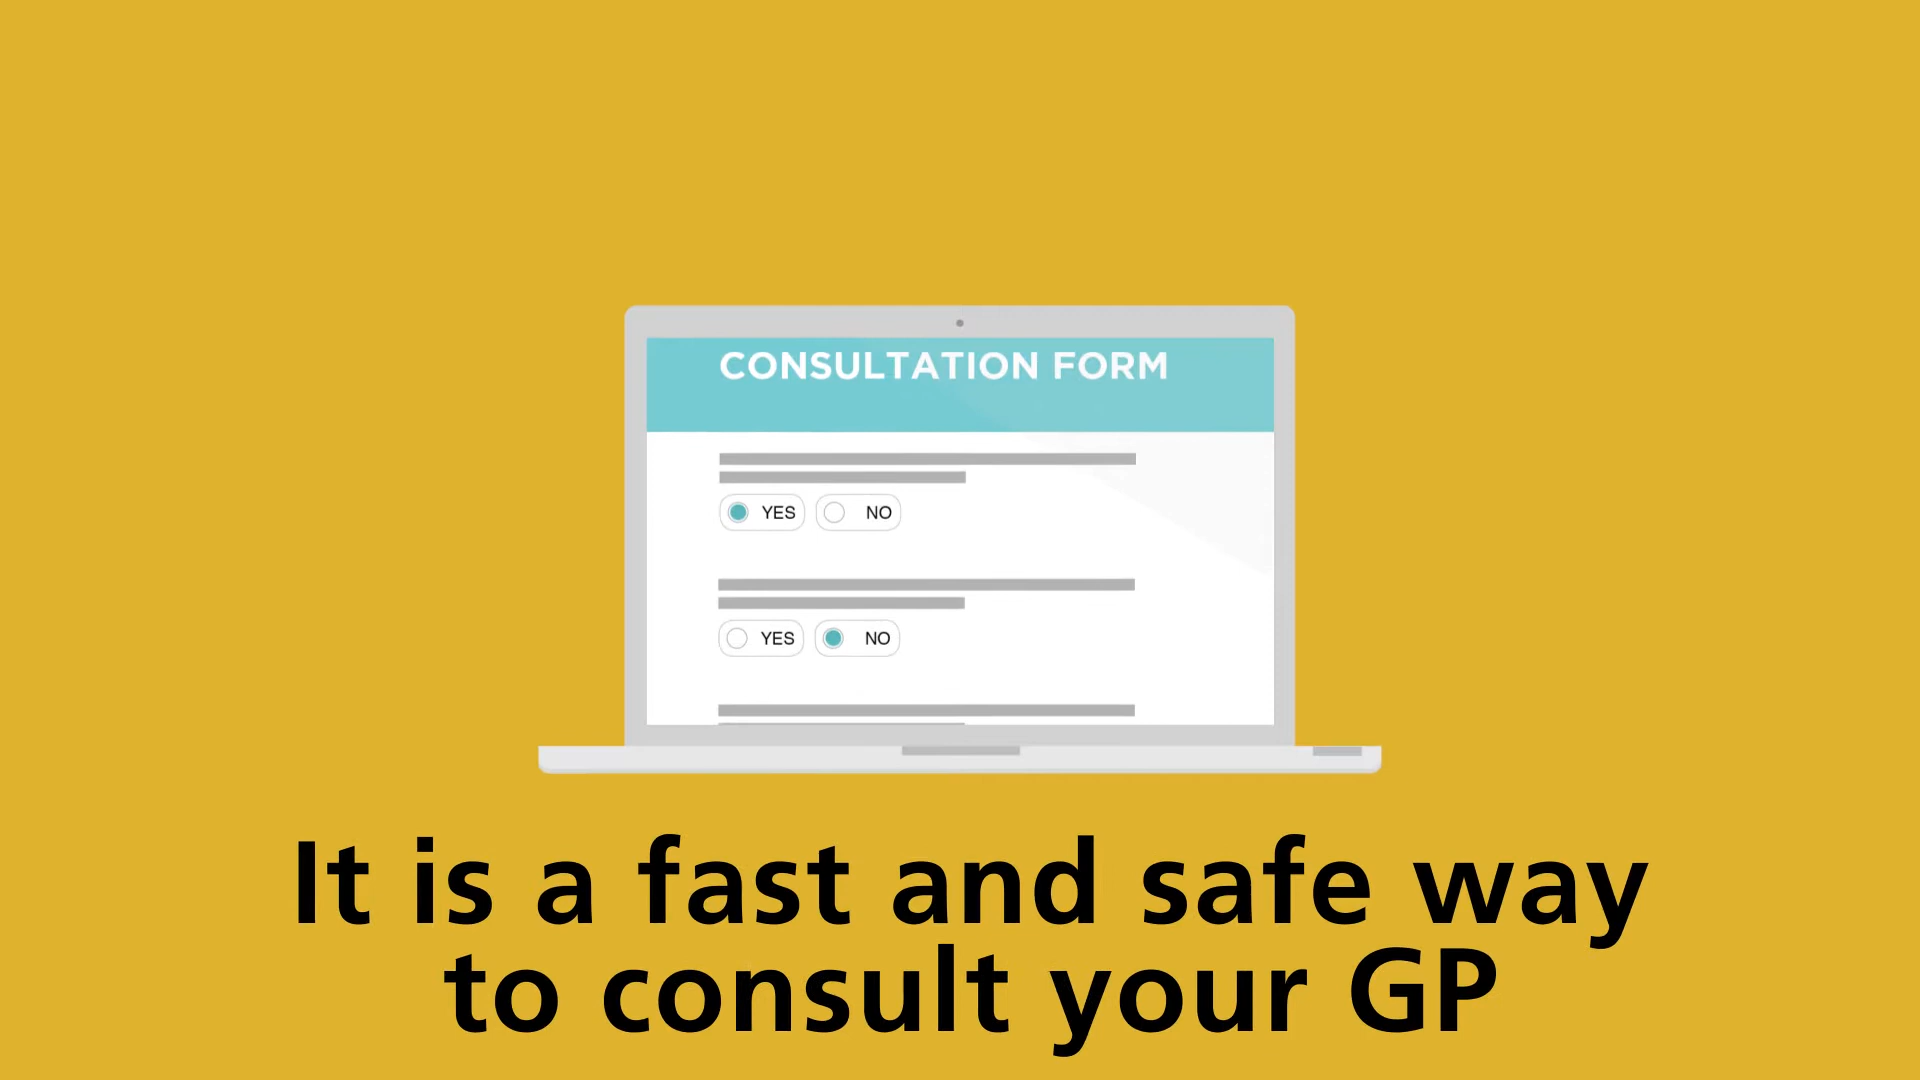 CONSULTATION FORM
YES NO
YES NO
It is a fast and safe way
to consult your GP